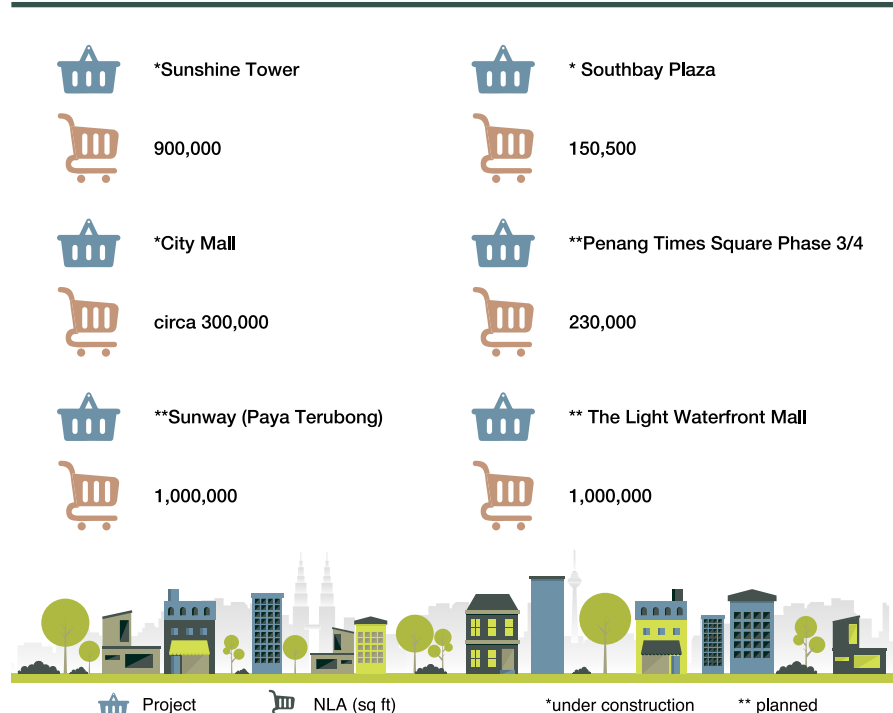 *Sunshine Tower
900,000
* Southbay Plaza
150,500
*City Mall
circa 300,000
**Penang Times Square Phase 3/4
230,000
**Sunway (Paya Terubong)
1,000,000
** The Light Waterfront Mall
1,000,000
Project
NLA (sq ft)
*under construction
** planned